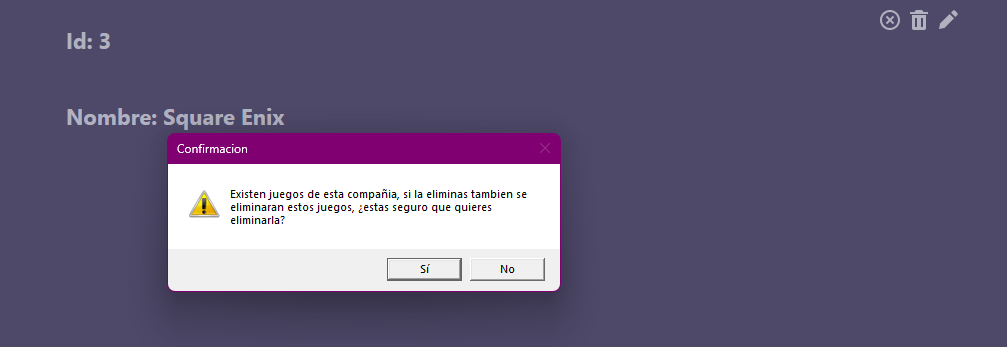 Id: 3
Nombre: Square Enix
Confirmacion
Existen juegos de esta compañia, si la eliminas tambien se
eliminaran estos juegos, ¿estas seguro que quieres
eliminarla?
Sí
No